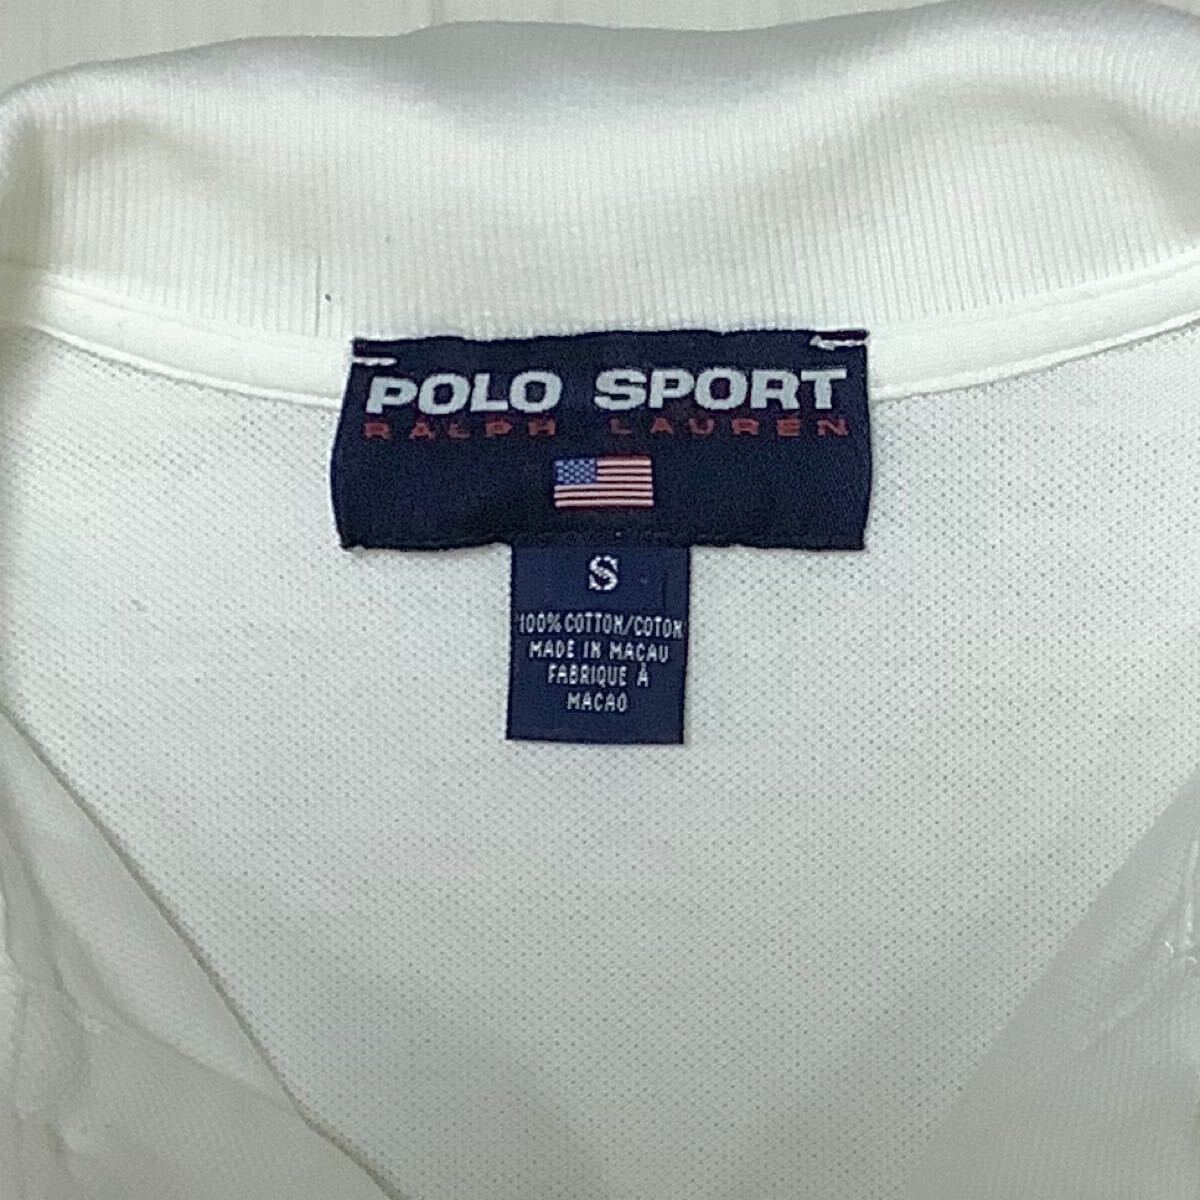 POLO SPORT
RALPH LAUREN
S
100% COTTON/COTON
MADE IN MACAU
FABRIQUE À
MACAO